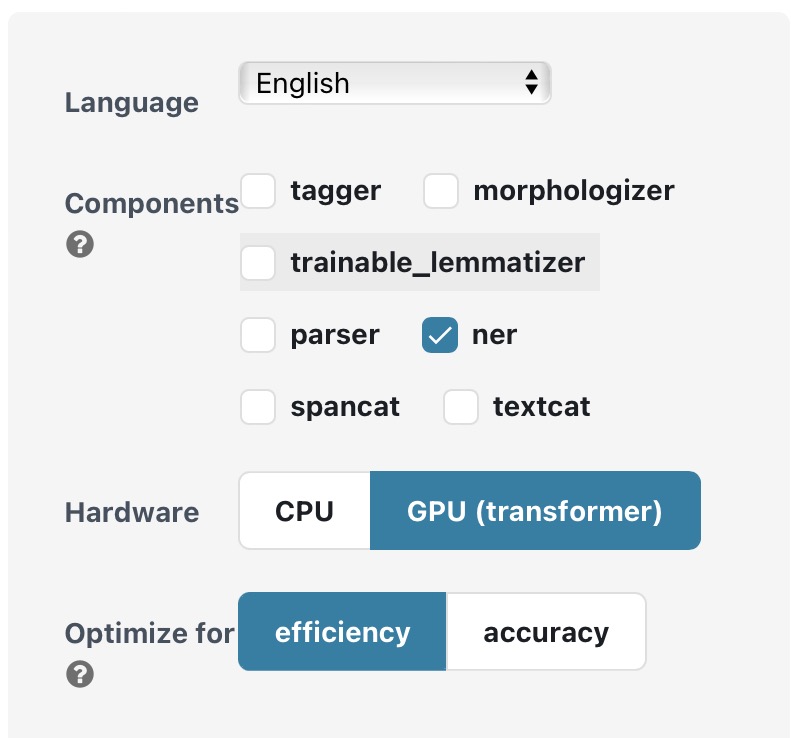 Language English
Components tagger morphologizer
?
trainable_lemmatizer
parser ner
spancat textcat
Hardware CPU GPU (transformer)
Optimize for efficiency accuracy
?